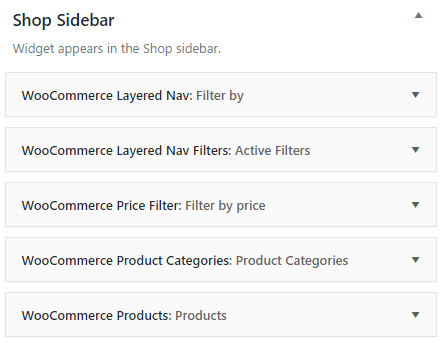 Shop Sidebar
Widget appears in the Shop sidebar.
WooCommerce Layered Nav: Filter by
WooCommerce Layered Nav Filters: Active Filters
WooCommerce Price Filter: Filter by price
WooCommerce Product Categories: Product Categories
WooCommerce Products: Products